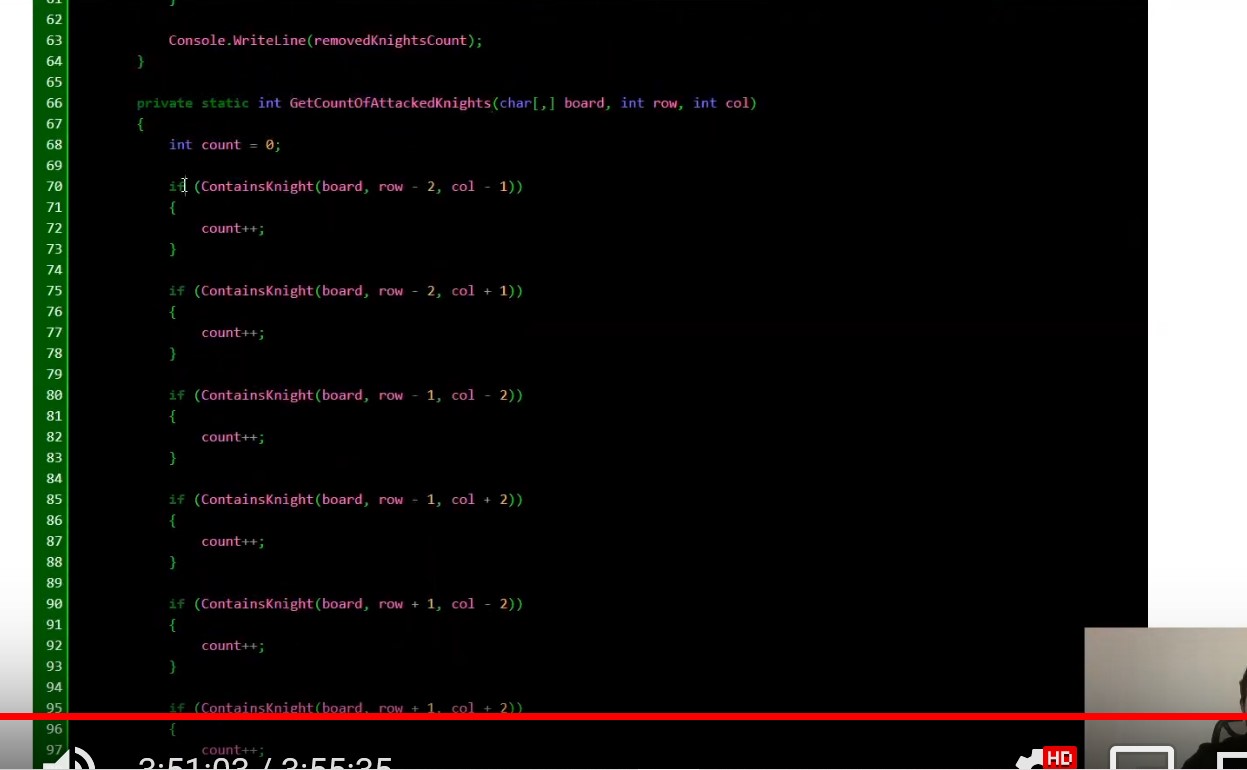 61 }
62
63 Console.WriteLine(removedKnightsCount);
64 }
65
66 private static int GetCountOfAttackedKnights(char[,] board, int row, int col)
67 {
68 int count = 0;
69
70 if (ContainsKnight(board, row - 2, col - 1))
71 {
72 count++;
73 }
74
75 if (ContainsKnight(board, row - 2, col + 1))
76 {
77 count++;
78 }
79
80 if (ContainsKnight(board, row - 1, col - 2))
81 {
82 count++;
83 }
84
85 if (ContainsKnight(board, row - 1, col + 2))
86 {
87 count++;
88 }
89
90 if (ContainsKnight(board, row + 1, col - 2))
91 {
92 count++;
93 }
94
95 if (ContainsKnight(board, row + 1, col + 2))
96 {
97 count++;
3:51:03 / 3:55:35 HD